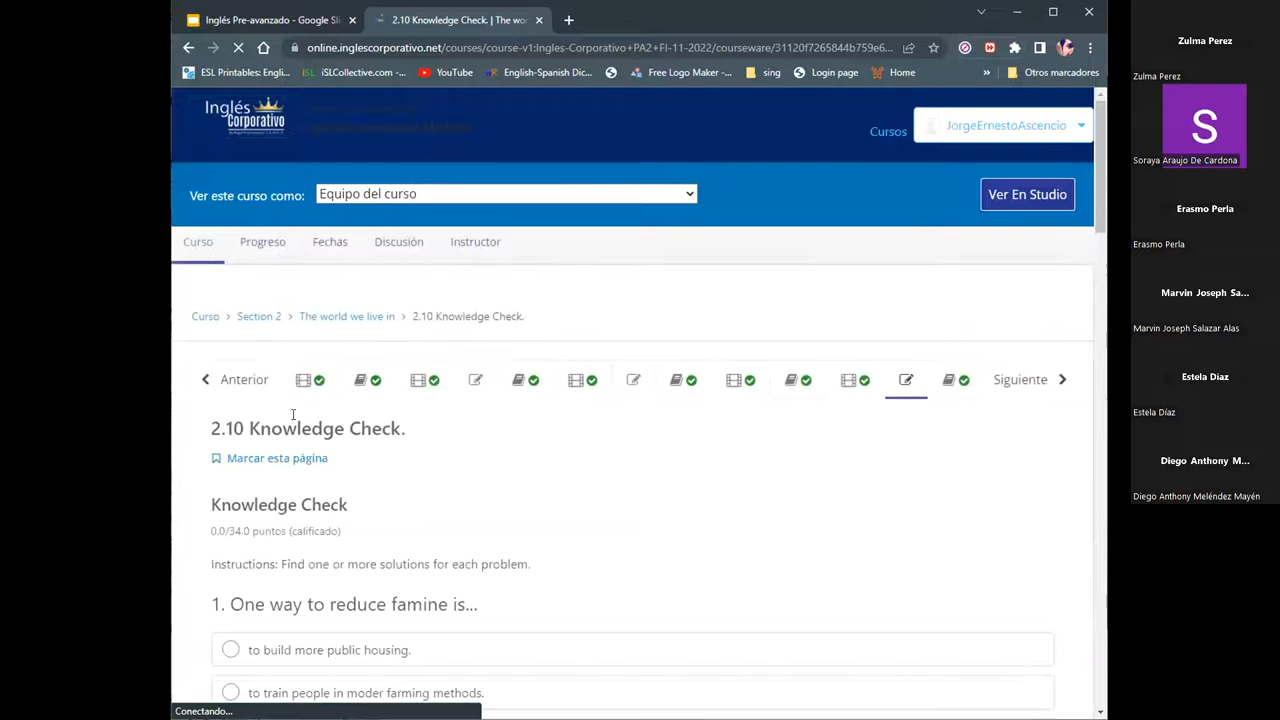 Inglés Pre-avanzado - Google Sli
2.10 Knowledge Check. | The wo
online.inglescorporativo.net/courses/course-v1:Ingles-Corporativo+PA2+FI-11-2022/courseware/31120f7265844b759e6...
ESL Printables: Engli...
iSLCollective.com -...
YouTube
English-Spanish Dic...
Free Logo Maker -...
sing
Login page
Home
»
Otros marcadores
Inglés
Corporativo
Cursos
JorgeErnestoAscencio
Ver este curso como:
Equipo del curso
Ver En Studio
Curso
Progreso
Fechas
Discusión
Instructor
Curso > Section 2 > The world we live in > 2.10 Knowledge Check.
Anterior
Siguiente
2.10 Knowledge Check.
Marcar esta página
Knowledge Check
0.0/34.0 puntos (calificado)
Instructions: Find one or more solutions for each problem.
1. One way to reduce famine is...
to build more public housing.
to train people in moder farming methods.
Conectando...
Zulma Perez
Zulma Perez
S
Soraya Araujo De Cardona
Erasmo Perla
Erasmo Perla
Marvin Joseph Sa...
Marvin Joseph Salazar Alas
Estela Diaz
Estela Díaz
Diego Anthony M...
Diego Anthony Meléndez Mayén